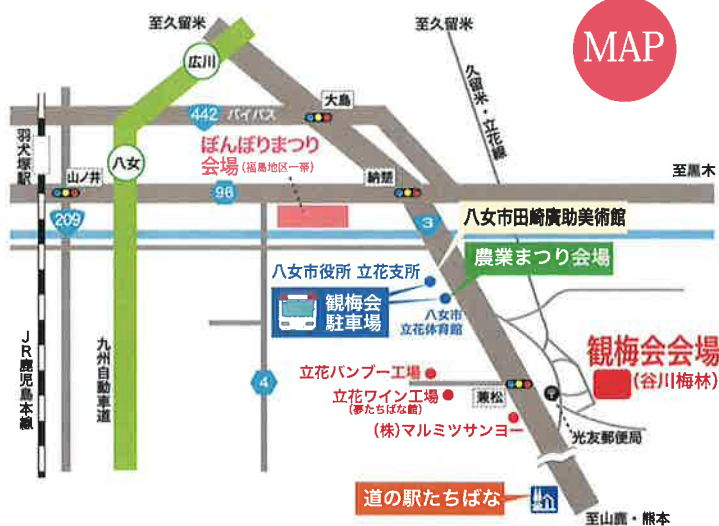 至久留米
至久留米
MAP
広川
久留米・立花線
442 バイパス
大島
羽犬塚駅
八女
ぼんぼりまつり
会場(福島地区一帯)
山ノ井
96
納楚
至黒木
209
3
八女市田崎廣助美術館
農業まつり会場
八女市役所 立花支所
観梅会
駐車場
八女市
立花体育館
JR鹿児島本線
九州自動車道
4
立花バンブー工場
立花ワイン工場
(夢たちばな館)
兼松
(株)マルミツサンヨー
観梅会会場
(谷川梅林)
光友郵便局
道の駅たちばな
至山鹿・熊本